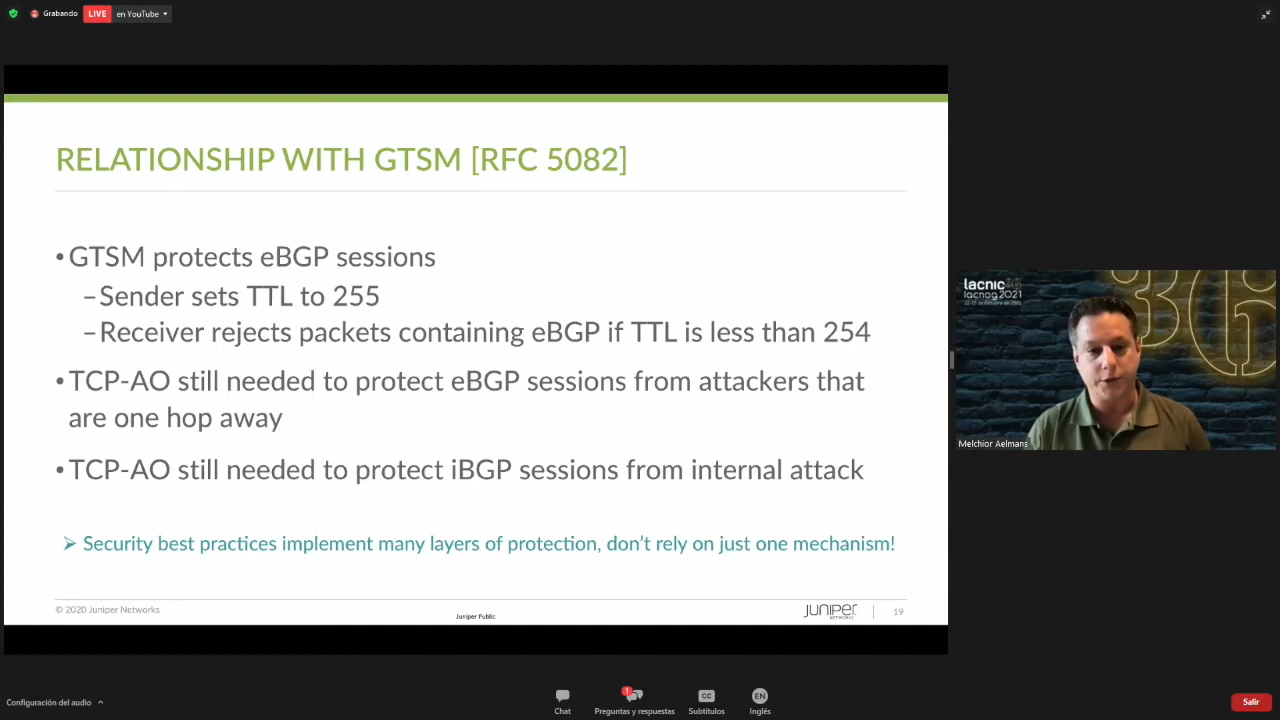 Grabando
LIVE
en YouTube
RELATIONSHIP WITH GTSM [RFC 5082]
•GTSM protects eBGP sessions
–Sender sets TTL to 255
–Receiver rejects packets containing eBGP if TTL is less than 254
•TCP-AO still needed to protect eBGP sessions from attackers that
are one hop away
•TCP-AO still needed to protect iBGP sessions from internal attack
➤ Security best practices implement many layers of protection, don't rely on just one mechanism!
© 2020 Juniper Networks
Juniper Public
JUNIPER
NETWORKS
19
lacnic 36
lacnog 2021
36
Melchior Aelmans
Configuración del audio
Chat
1
Preguntas y respuestas
CC
Subtítulos
EN
Inglés
Salir